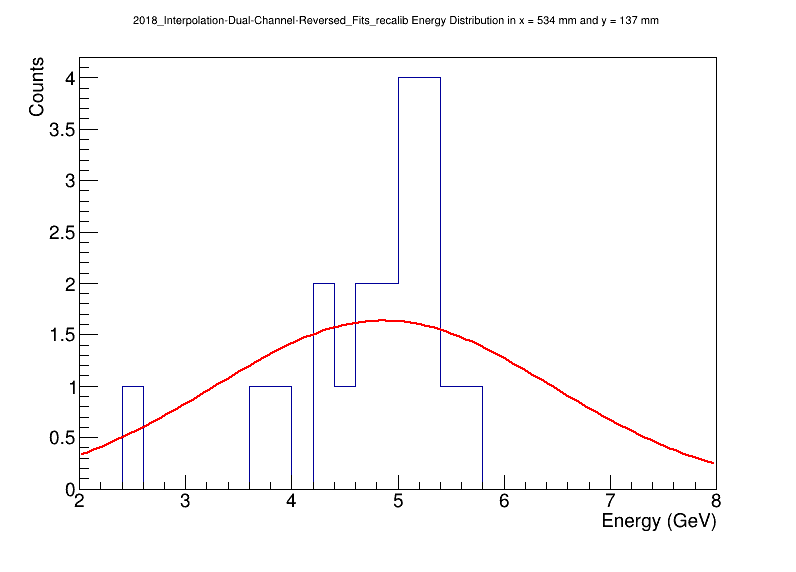 2018_Interpolation-Dual-Channel-Reversed_Fits_recalib Energy Distribution in x = 534 mm and y = 137 mm
Counts
4
3.5
3
2.5
2
1.5
1
0.5
0
2 3 4 5 6 7 8
Energy (GeV)